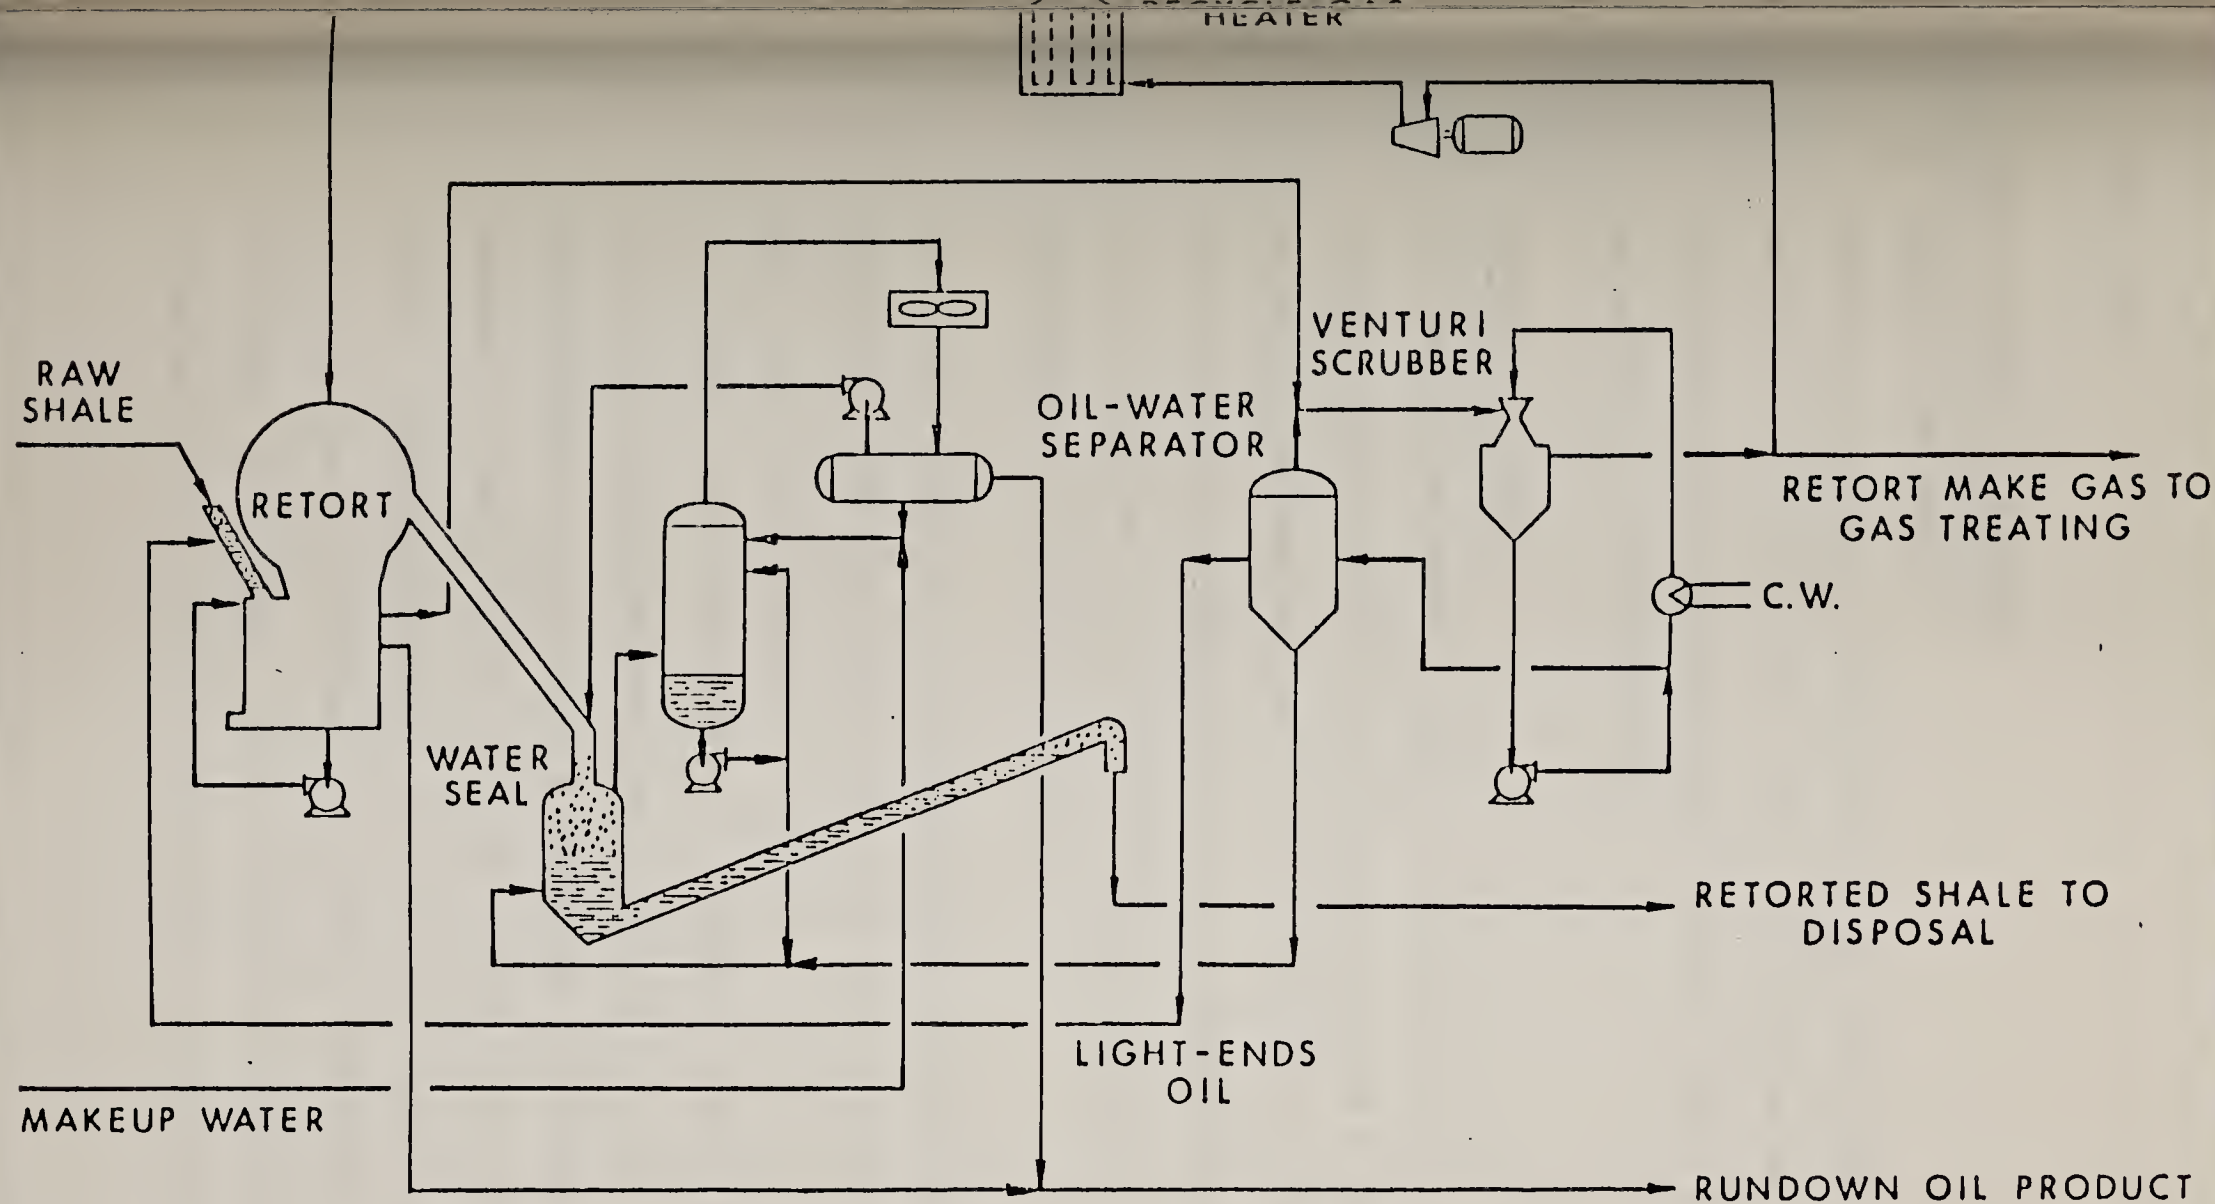 HEATER
VENTURI
SCRUBBER
RAW
SHALE
OIL-WATER
SEPARATOR
RETORT
RETORT MAKE GAS TO
GAS TREATING
C.W.
WATER
SEAL
RETORTED SHALE TO
DISPOSAL
LIGHT-ENDS
OIL
MAKEUP WATER
RUNDOWN OIL PRODUCT